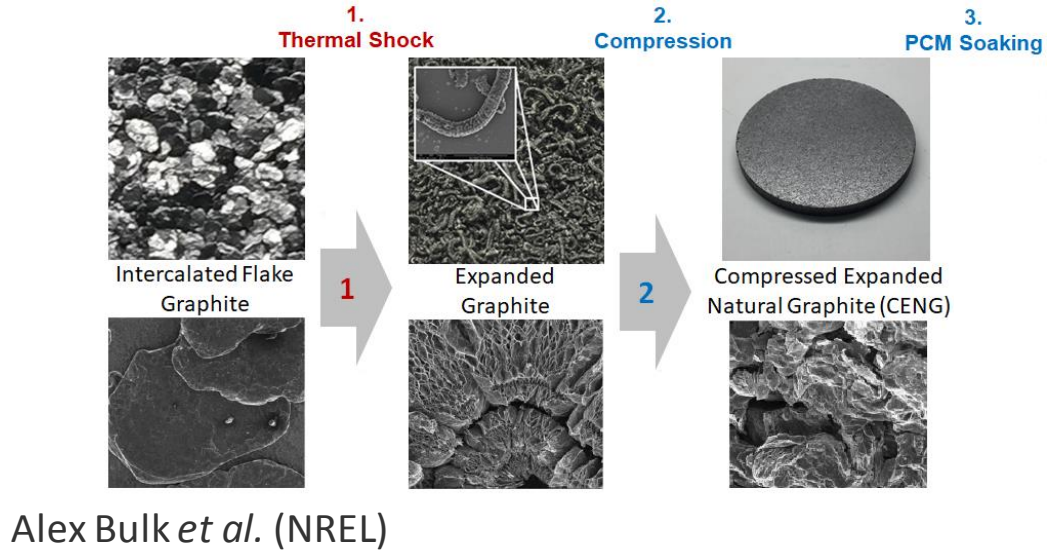 1.
Thermal Shock
2.
Compression
3.
PCM Soaking
Intercalated Flake
Graphite
1
Expanded
Graphite
2
Compressed Expanded
Natural Graphite (CENG)
Alex Bulk et al. (NREL)